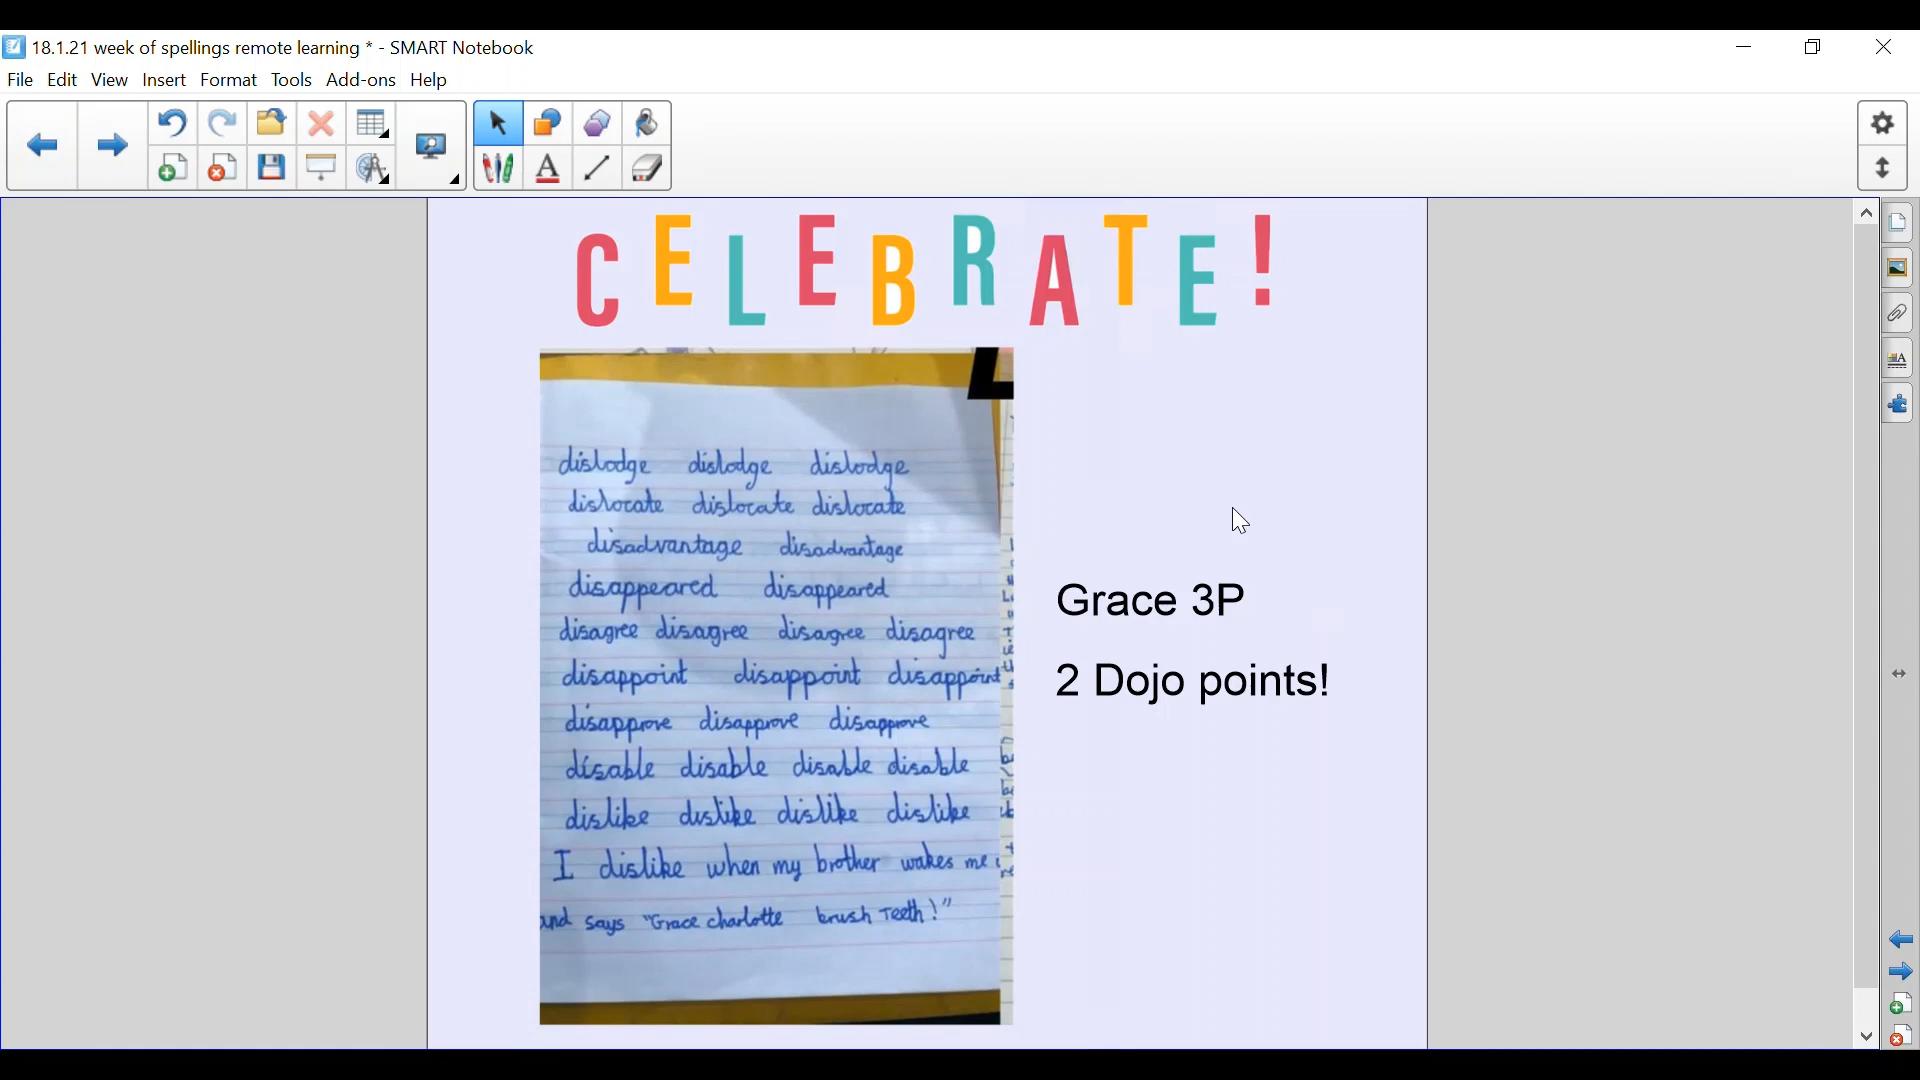 18.1.21 week of spellings remote learning * - SMART Notebook
File Edit View Insert Format Tools Add-ons Help
CELEBRATE!
dislodge dislodge dislodge
dislocate dislocate dislocate
disadvantage disadvantage
disappeared disappeared
disagree disagree disagree disagree
disappoint disappoint disappoint
disapprove disapprove disapprove
disable disable disable disable
dislike dislike dislike dislike
I dislike when my brother wakes me
and says "Grace charlotte brush Teeth!"
Grace 3P
2 Dojo points!